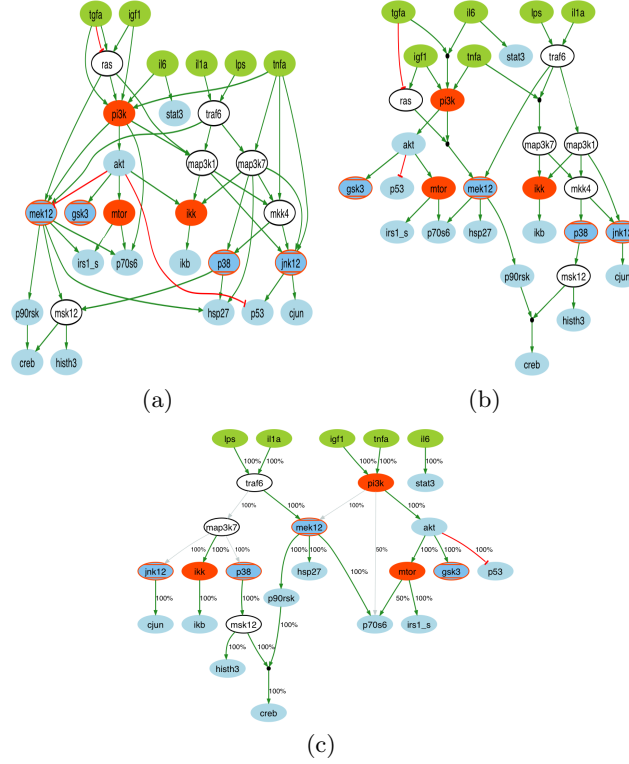 tgfa igf1
ras il6 il1a lps tnfa
pi3k stat3 traf6
akt map3k1 map3k7
mek12 gsk3 mtor ikk mkk4
irs1_s p70s6 ikb p38 jnk12
p90rsk msk12 hsp27 p53 cjun
creb histh3
(a)
tgfa il6 lps il1a
igf1 tnfa stat3 traf6
ras pi3k
akt map3k7 map3k1
gsk3 p53 mtor mek12 ikk mkk4
irs1_s p70s6 hsp27 ikb p38 jnk12
p90rsk msk12 cjun
histh3
creb
(b)
lps il1a igf1 tnfa il6
100% 100% 100% 100% 100%
traf6 pi3k stat3
100% 100% 100% 100%
map3k7 mek12 akt
100% 100% 100% 100% 100% 50% 100% 100% 100%
jnk12 ikk p38 hsp27 100% mtor gsk3 p53
100% 100% 100% p90rsk 50% 100%
cjun ikb msk12 100% p70s6 irs1_s
100% 100%
histh3
100%
creb
(c)